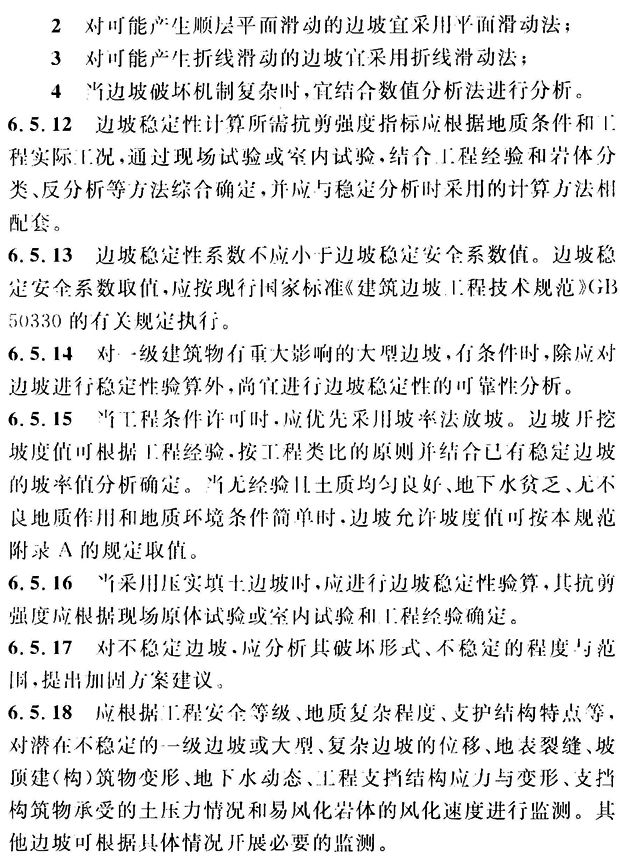 2 对可能产生顺层平面滑动的边坡宜采用平面滑动法；
3 对可能产生折线滑动的边坡宜采用折线滑动法；
4 当边坡破坏机制复杂时，宜结合数值分析法进行分析。
6.5.12 边坡稳定性计算所需抗剪强度指标应根据地质条件和工
程实际工况，通过现场试验或室内试验，结合工程经验和岩体分
类、反分析等方法综合确定，并应与稳定分析时采用的计算方法相
配套。
6.5.13 边坡稳定性系数不应小于边坡稳定安全系数值。边坡稳
定安全系数取值，应按现行国家标准《建筑边坡工程技术规范》GB
50330 的有关规定执行。
6.5.14 对一级建筑物有重大影响的大型边坡，有条件时，除应对
边坡进行稳定性验算外，尚宜进行边坡稳定性的可靠性分析。
6.5.15 当工程条件许可时，应优先采用坡率法放坡。边坡开挖
坡度值可根据工程经验，按工程类比的原则并结合已有稳定边坡
的坡率值分析确定。当无经验且土质均匀良好、地下水贫乏、无不
良地质作用和地质环境条件简单时，边坡允许坡度值可按本规范
附录 A 的规定取值。
6.5.16 当采用压实填土边坡时，应进行边坡稳定性验算，其抗剪
强度应根据现场原体试验或室内试验和工程经验确定。
6.5.17 对不稳定边坡，应分析其破坏形式、不稳定的程度与范
围，提出加固方案建议。
6.5.18 应根据工程安全等级、地质复杂程度、支护结构特点等，
对潜在不稳定的一级边坡或大型、复杂边坡的位移、地表裂缝、坡
顶建（构）筑物变形、地下水动态、工程支挡结构应力与变形、支挡
构筑物承受的土压力情况和易风化岩体的风化速度进行监测。其
他边坡可根据具体情况开展必要的监测。